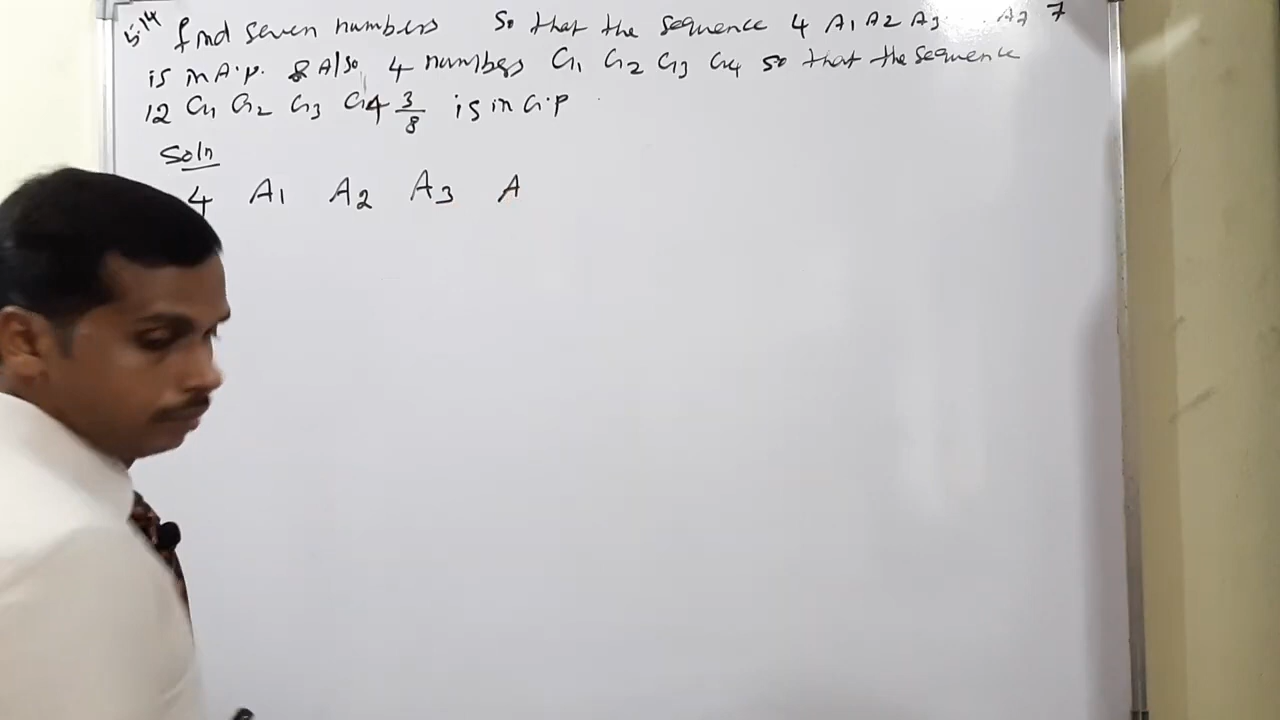 5.14 find seven numbers So that the sequence 4 A1 A2 A3 . . A7 7
is in A.p. & Also 4 numbers G1 G2 G3 G4 so that the sequence
12 G1 G2 G3 G4 3/8 is in G.P
Soln
4 A1 A2 A3 A